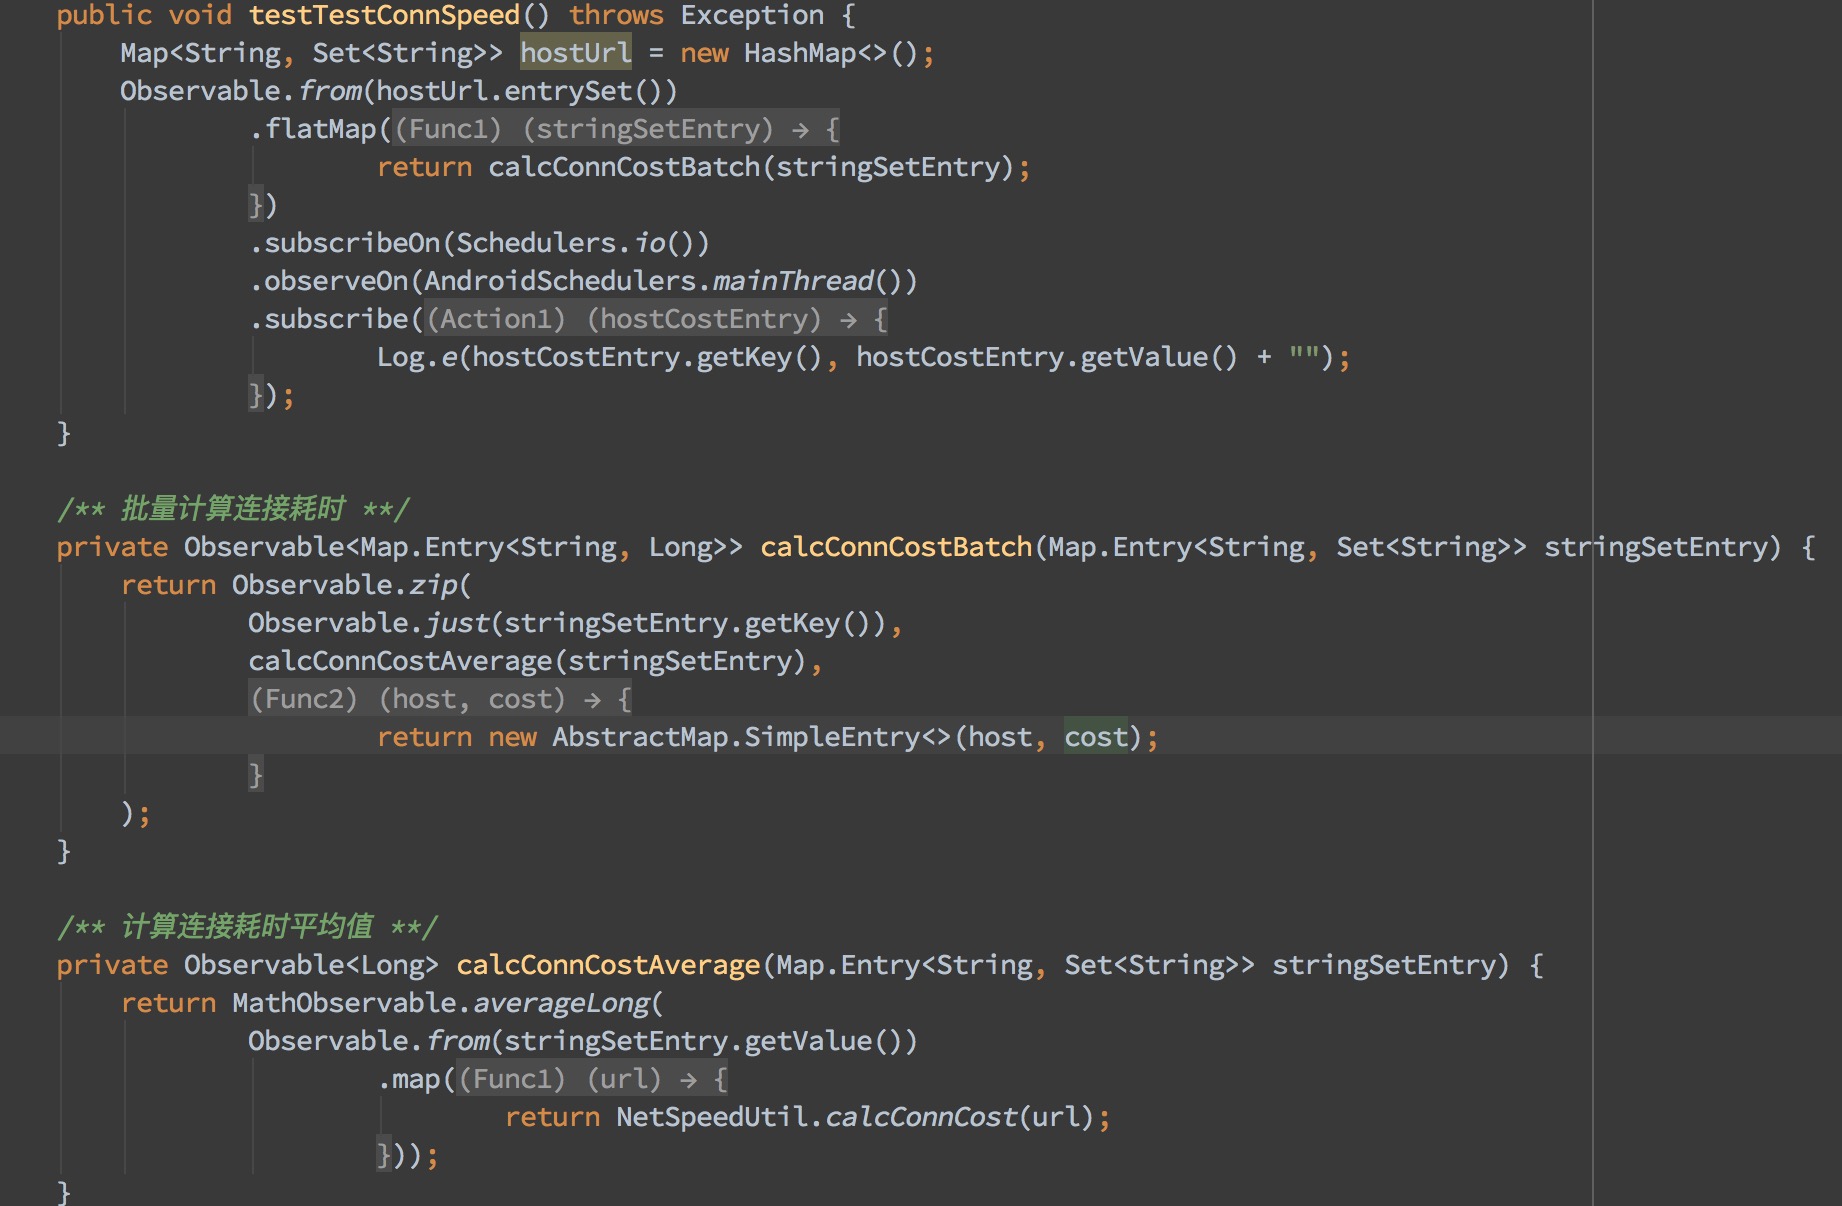 public void testTestConnSpeed() throws Exception {
Map<String, Set<String>> hostUrl = new HashMap<>();
Observable.from(hostUrl.entrySet())
.flatMap((Func1) (stringSetEntry) → {
return calcConnCostBatch(stringSetEntry);
})
.subscribeOn(Schedulers.io())
.observeOn(AndroidSchedulers.mainThread())
.subscribe((Action1) (hostCostEntry) → {
Log.e(hostCostEntry.getKey(), hostCostEntry.getValue() + "");
});
}
/** 批量计算连接耗时 **/
private Observable<Map.Entry<String, Long>> calcConnCostBatch(Map.Entry<String, Set<String>> stringSetEntry) {
return Observable.zip(
Observable.just(stringSetEntry.getKey()),
calcConnCostAverage(stringSetEntry),
(Func2) (host, cost) → {
return new AbstractMap.SimpleEntry<>(host, cost);
}
);
}
/** 计算连接耗时平均值 **/
private Observable<Long> calcConnCostAverage(Map.Entry<String, Set<String>> stringSetEntry) {
return MathObservable.averageLong(
Observable.from(stringSetEntry.getValue())
.map((Func1) (url) → {
return NetSpeedUtil.calcConnCost(url);
}));
}